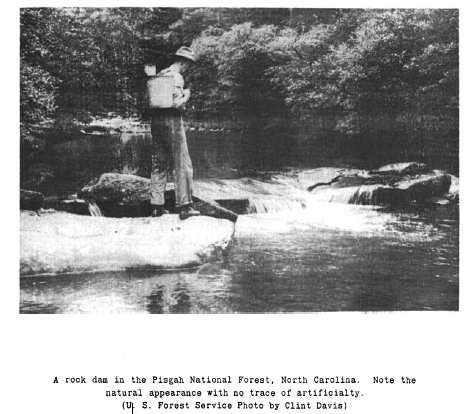 A rock dam in the Pisgah National Forest, North Carolina. Note the
natural appearance with no trace of artificialty.
(U. S. Forest Service Photo by Clint Davis)